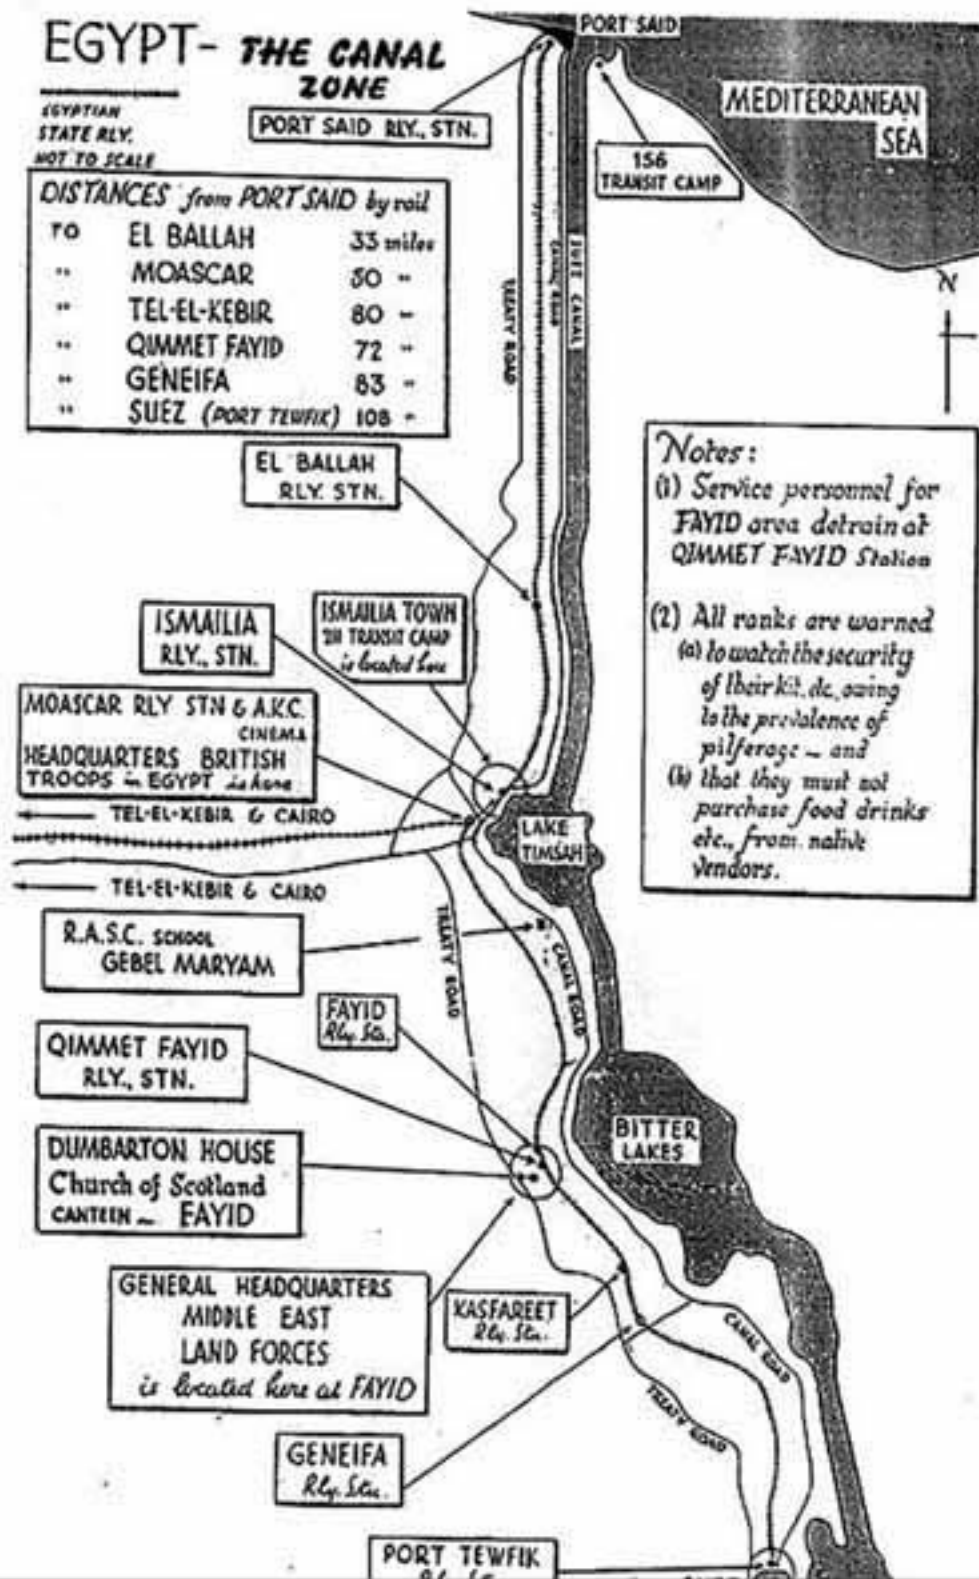 EGYPT- THE CANAL
ZONE
EGYPTIAN
STATE RLY.
NOT TO SCALE
PORT SAID
PORT SAID RLY., STN.
MEDITERRANEAN
SEA
156
TRANSIT CAMP
DISTANCES from PORT SAID by rail
TO EL BALLAH 33 miles
" MOASCAR 50 "
" TEL-EL-KEBIR 80 "
" QIMMET FAYID 72 "
" GENEIFA 83 "
" SUEZ (PORT TEWFIK) 108 "
TREATY ROAD
CANAL ROAD
SUEZ CANAL
N
EL BALLAH
RLY. STN.
Notes:
(1) Service personnel for
FAYID area detrain at
QIMMET FAYID Station
(2) All ranks are warned
(a) to watch the security
of their kit, etc, owing
to the prevalence of
pilferage – and
(b) that they must not
purchase food drinks
etc., from native
vendors.
ISMAILIA
RLY., STN.
ISMAILIA TOWN
211 TRANSIT CAMP
is located here
MOASCAR RLY STN & A.K.C.
CINEMA
HEADQUARTERS BRITISH
TROOPS in EGYPT is here
TEL-EL-KEBIR & CAIRO
LAKE
TIMSAH
TEL-EL-KEBIR & CAIRO
R.A.S.C. SCHOOL
GEBEL MARYAM
TREATY ROAD
CANAL ROAD
FAYID
Rly. Stn.
QIMMET FAYID
RLY., STN.
BITTER
LAKES
DUMBARTON HOUSE
Church of Scotland
CANTEEN – FAYID
GENERAL HEADQUARTERS
MIDDLE EAST
LAND FORCES
is located here at FAYID
KASFAREET
Rly. Stn.
CANAL ROAD
TREATY ROAD
GENEIFA
Rly. Stn.
PORT TEWFIK